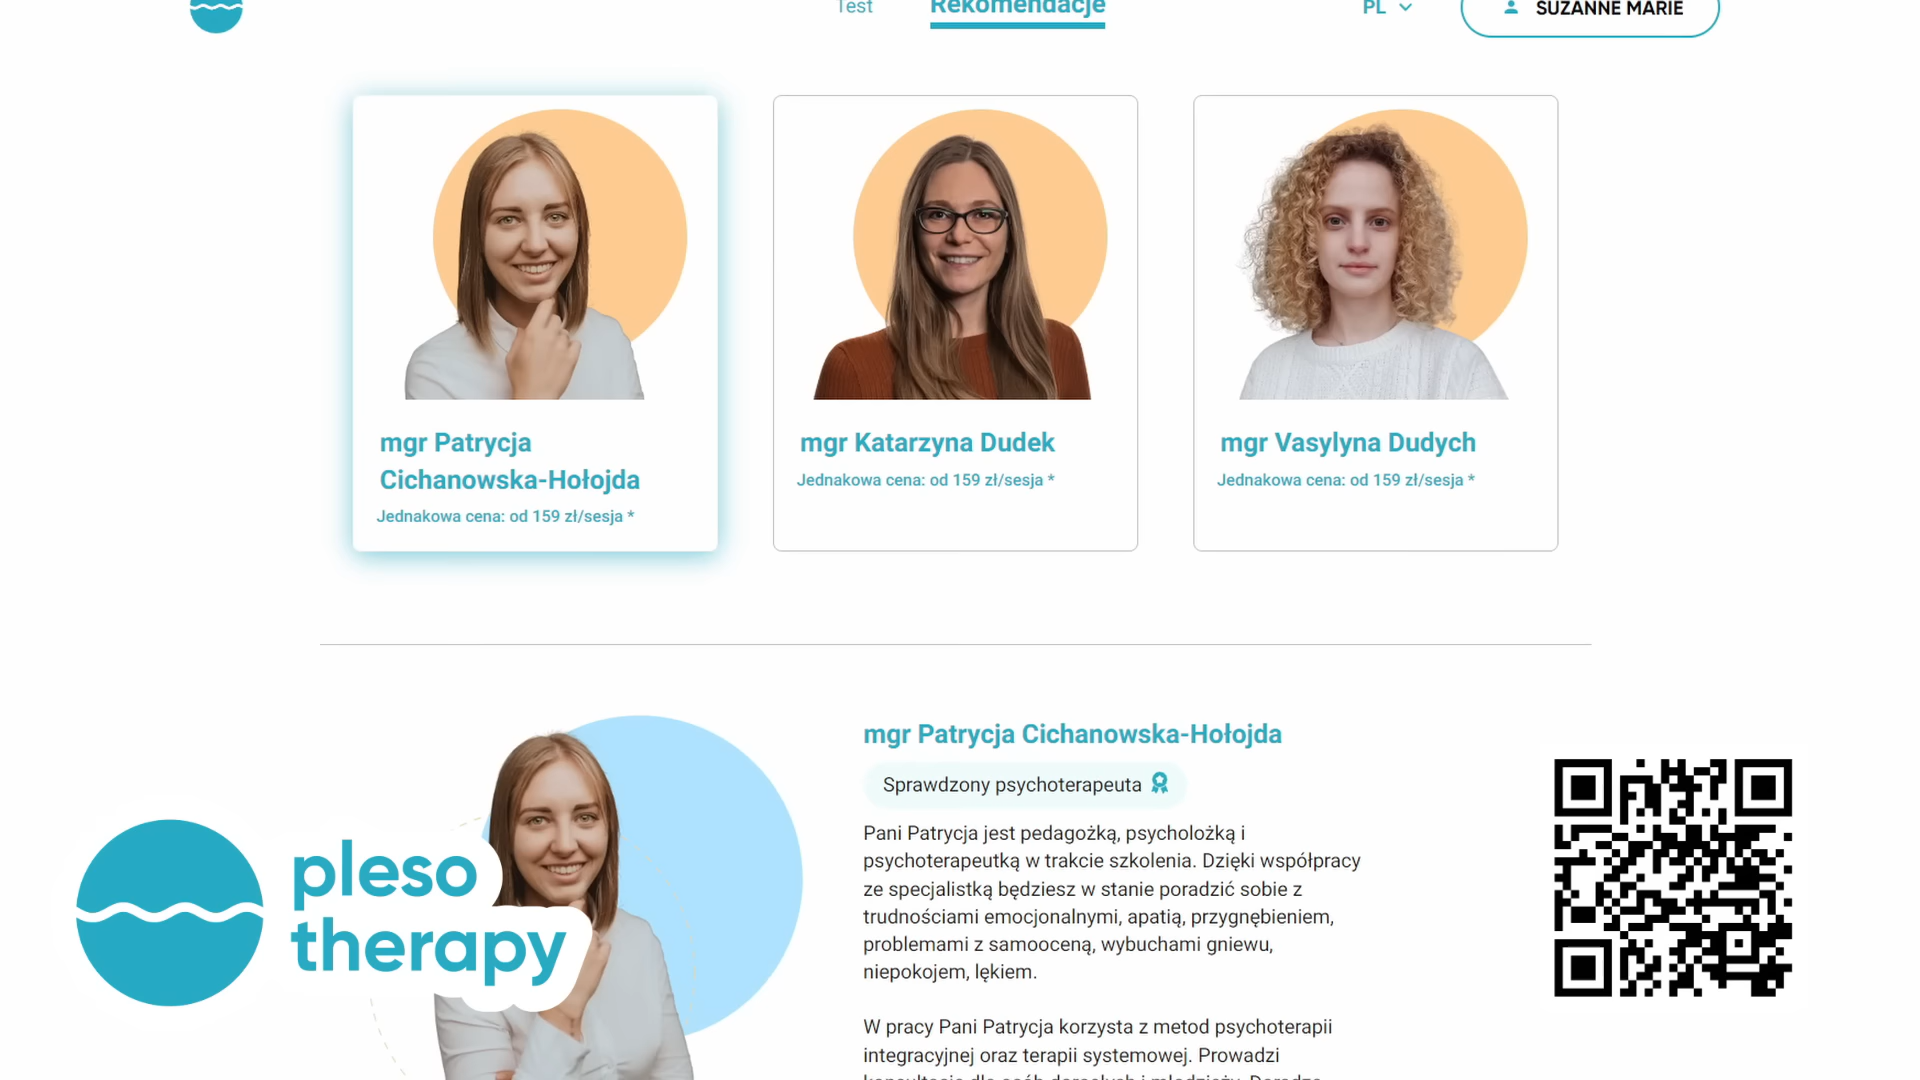 Test
Rekomendacje
PL
SUZANNE MARIE
mgr Patrycja
Cichanowska-Hołojda
Jednakowa cena: od 159 zł/sesja *
mgr Katarzyna Dudek
Jednakowa cena: od 159 zł/sesja *
mgr Vasylyna Dudych
Jednakowa cena: od 159 zł/sesja *
mgr Patrycja Cichanowska-Hołojda
Sprawdzony psychoterapeuta
Pani Patrycja jest pedagożką, psycholożką i
psychoterapeutką w trakcie szkolenia. Dzięki współpracy
ze specjalistką będziesz w stanie poradzić sobie z
trudnościami emocjonalnymi, apatią, przygnębieniem,
problemami z samooceną, wybuchami gniewu,
niepokojem, lękiem.
W pracy Pani Patrycja korzysta z metod psychoterapii
integracyjnej oraz terapii systemowej. Prowadzi
pleso
therapy